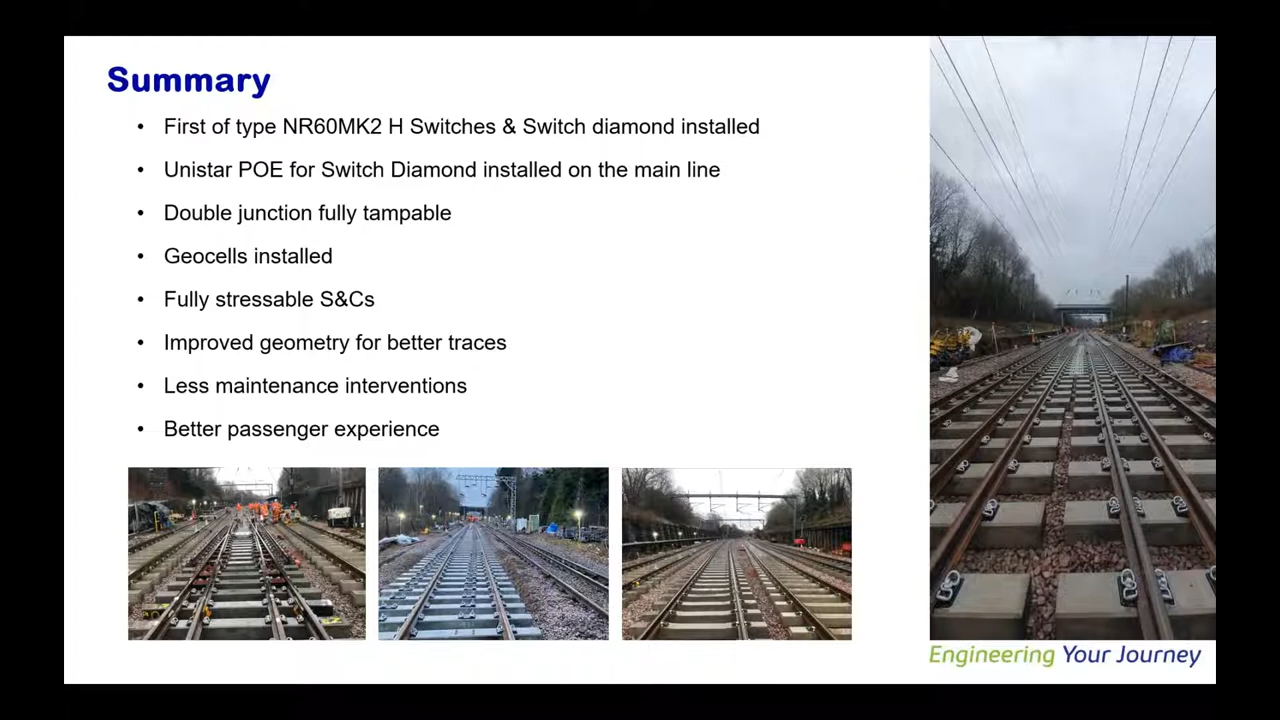 Summary
• First of type NR60MK2 H Switches & Switch diamond installed
• Unistar POE for Switch Diamond installed on the main line
• Double junction fully tampable
• Geocells installed
• Fully stressable S&Cs
• Improved geometry for better traces
• Less maintenance interventions
• Better passenger experience
Engineering Your Journey